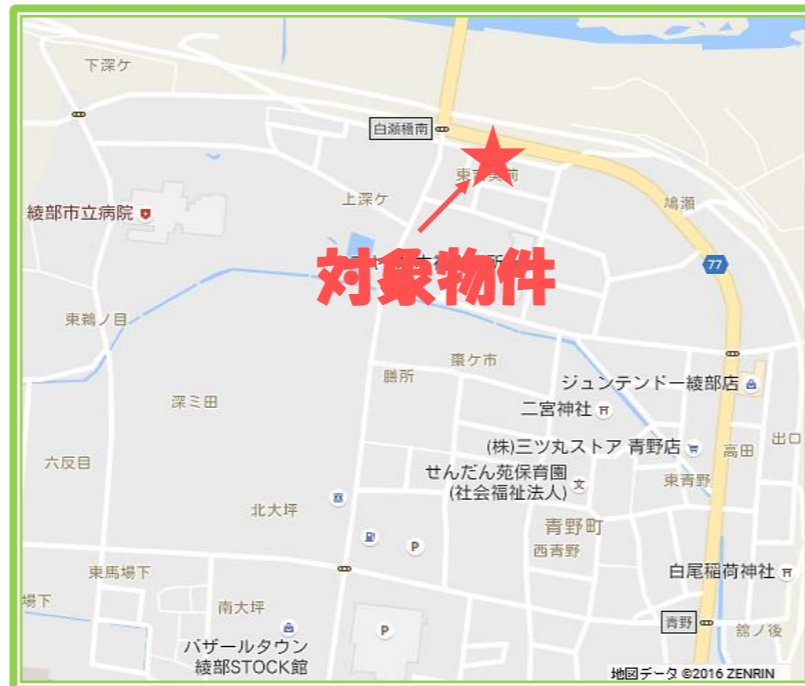 下深ケ
白瀬橋南
上深ケ
鳩瀬
綾部市立病院
77
対象物件
東鵜ノ目
棗ケ市
膳所
ジュンテンドー綾部店
二宮神社
深ミ田
(株)三ツ丸ストア 青野店
高田
出口
六反目
せんだん苑保育園
(社会福祉法人)
東青野
北大坪
青野町
西青野
P
東馬場下
白尾稲荷神社
場下
南大坪
P
青野
舘ノ後
バザールタウン
綾部STOCK館
地図データ ©2016 ZENRIN